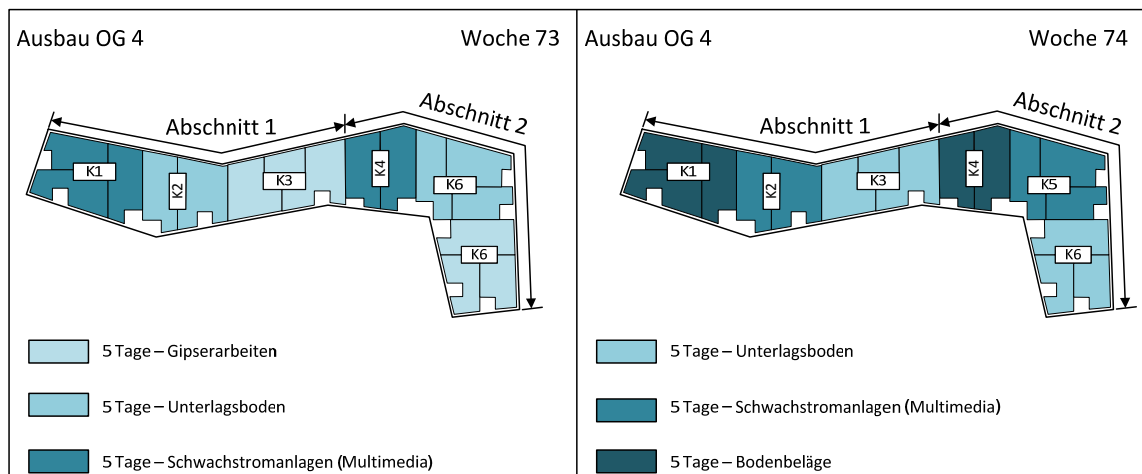 Ausbau OG 4
Woche 73
Abschnitt 1
Abschnitt 2
K1
K2
K3
K4
K6
K6
5 Tage – Gipserarbeiten
5 Tage – Unterlagsboden
5 Tage – Schwachstromanlagen (Multimedia)
Ausbau OG 4
Woche 74
Abschnitt 1
Abschnitt 2
K1
K2
K3
K4
K5
K6
5 Tage – Unterlagsboden
5 Tage – Schwachstromanlagen (Multimedia)
5 Tage – Bodenbeläge